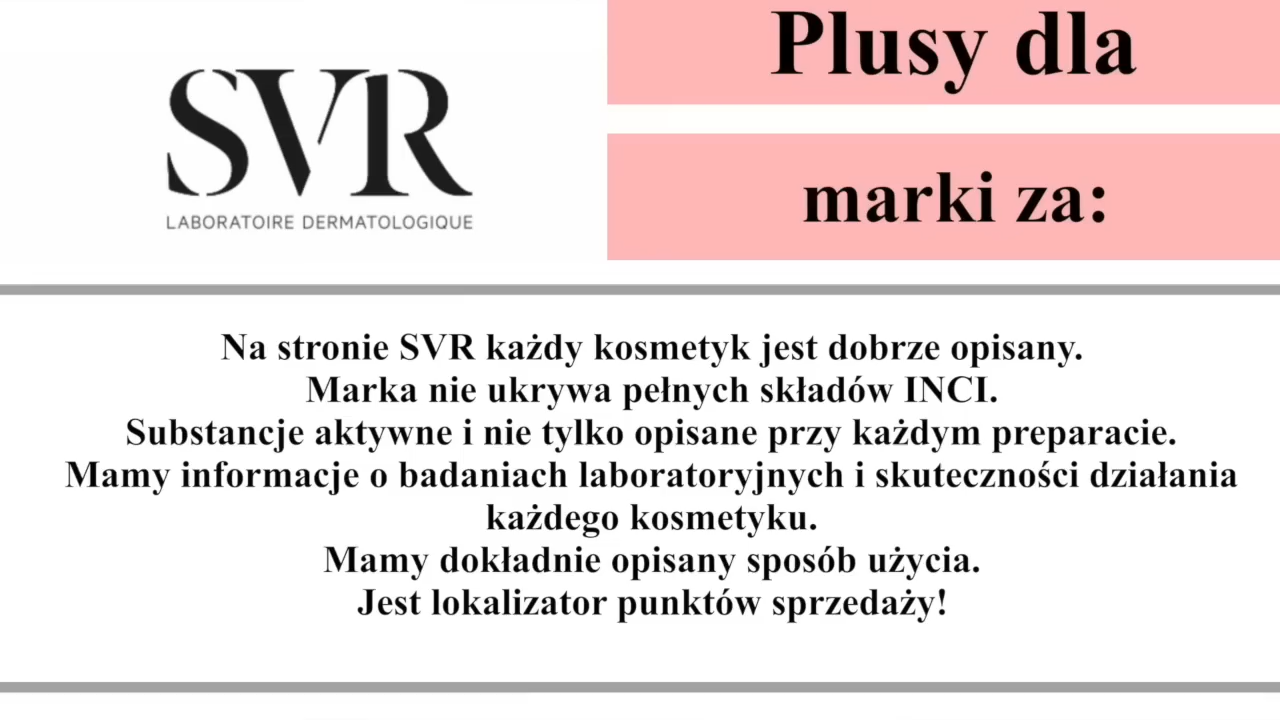 SVR
LABORATOIRE DERMATOLOGIQUE
Plusy dla
marki za:
Na stronie SVR każdy kosmetyk jest dobrze opisany.
Marka nie ukrywa pełnych składów INCI.
Substancje aktywne i nie tylko opisane przy każdym preparacie.
Mamy informacje o badaniach laboratoryjnych i skuteczności działania
każdego kosmetyku.
Mamy dokładnie opisany sposób użycia.
Jest lokalizator punktów sprzedaży!